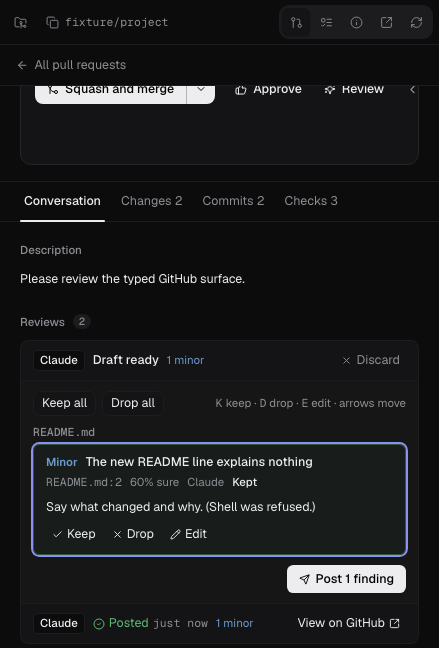 fixture/project
All pull requests
Squash and merge Approve Review
Conversation Changes 2 Commits 2 Checks 3
Description
Please review the typed GitHub surface.
Reviews 2
Claude Draft ready 1 minor Discard
Keep all Drop all K keep · D drop · E edit · arrows move
README.md
Minor The new README line explains nothing
README.md:2 60% sure Claude Kept
Say what changed and why. (Shell was refused.)
Keep Drop Edit
Post 1 finding
Claude Posted just now 1 minor View on GitHub